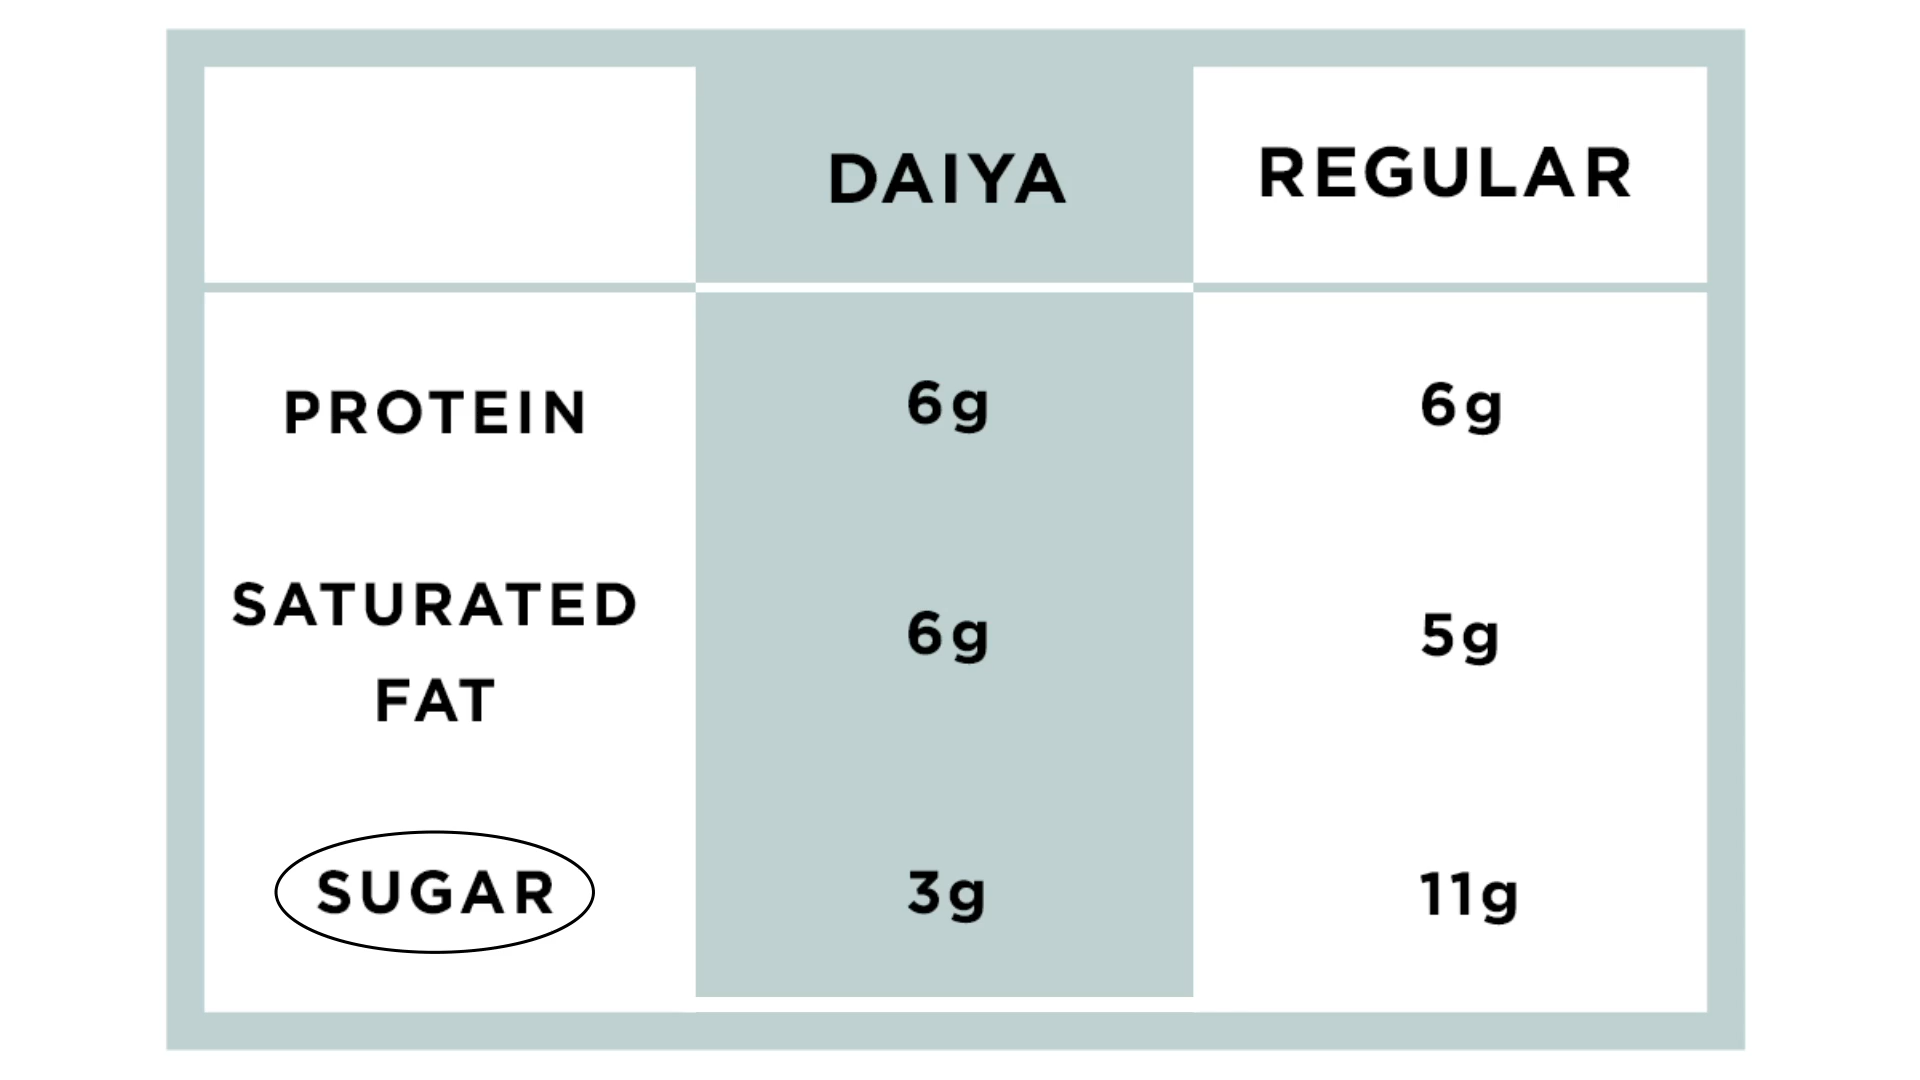 DAIYA REGULAR
PROTEIN 6g 6g
SATURATED
FAT 6g 5g
SUGAR 3g 11g